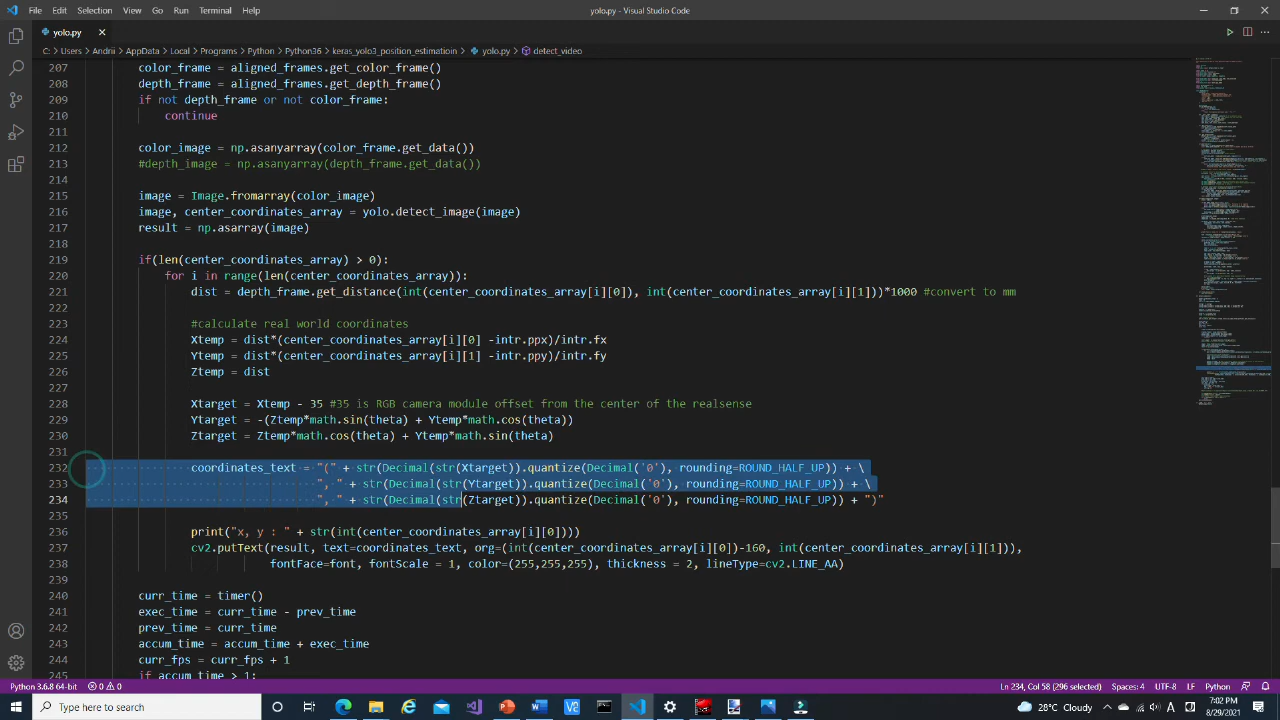 File Edit Selection View Go Run Terminal Help
yolo.py - Visual Studio Code
yolo.py
C: > Users > Andrii > AppData > Local > Programs > Python > Python36 > keras_yolo3_position_estimatioin > yolo.py > detect_video
207 color_frame = aligned_frames.get_color_frame()
208 depth_frame = aligned_frames.get_depth_frame()
209 if not depth_frame or not color_frame:
210 continue
211
212 color_image = np.asanyarray(color_frame.get_data())
213 #depth_image = np.asanyarray(depth_frame.get_data())
214
215 image = Image.fromarray(color_image)
216 image, center_coordinates_array = yolo.detect_image(image)
217 result = np.asarray(image)
218
219 if(len(center_coordinates_array) > 0):
220 for i in range(len(center_coordinates_array)):
221 dist = depth_frame.get_distance(int(center_coordinates_array[i][0]), int(center_coordinates_array[i][1]))*1000 #convert to mm
222
223 #calculate real world coordinates
224 Xtemp = dist*(center_coordinates_array[i][0] -intr.ppx)/intr.fx
225 Ytemp = dist*(center_coordinates_array[i][1] -intr.ppy)/intr.fy
226 Ztemp = dist
227
228 Xtarget = Xtemp - 35 #35 is RGB camera module offset from the center of the realsense
229 Ytarget = -(Ztemp*math.sin(theta) + Ytemp*math.cos(theta))
230 Ztarget = Ztemp*math.cos(theta) + Ytemp*math.sin(theta)
231
232 coordinates_text = "(" + str(Decimal(str(Xtarget)).quantize(Decimal('0'), rounding=ROUND_HALF_UP)) + \
233 ", " + str(Decimal(str(Ytarget)).quantize(Decimal('0'), rounding=ROUND_HALF_UP)) + \
234 ", " + str(Decimal(str(Ztarget)).quantize(Decimal('0'), rounding=ROUND_HALF_UP)) + ")"
235
236 print("x, y : " + str(int(center_coordinates_array[i][0])))
237 cv2.putText(result, text=coordinates_text, org=(int(center_coordinates_array[i][0])-160, int(center_coordinates_array[i][1])),
238 fontFace=font, fontScale = 1, color=(255,255,255), thickness = 2, lineType=cv2.LINE_AA)
239
240 curr_time = timer()
241 exec_time = curr_time - prev_time
242 prev_time = curr_time
243 accum_time = accum_time + exec_time
244 curr_fps = curr_fps + 1
245 if accum_time > 1:
Python 3.6.8 64-bit 0 0
Ln 234, Col 58 (296 selected) Spaces: 4 UTF-8 LF Python
Type here to search
28°C Cloudy
7:02 PM
8/29/2021